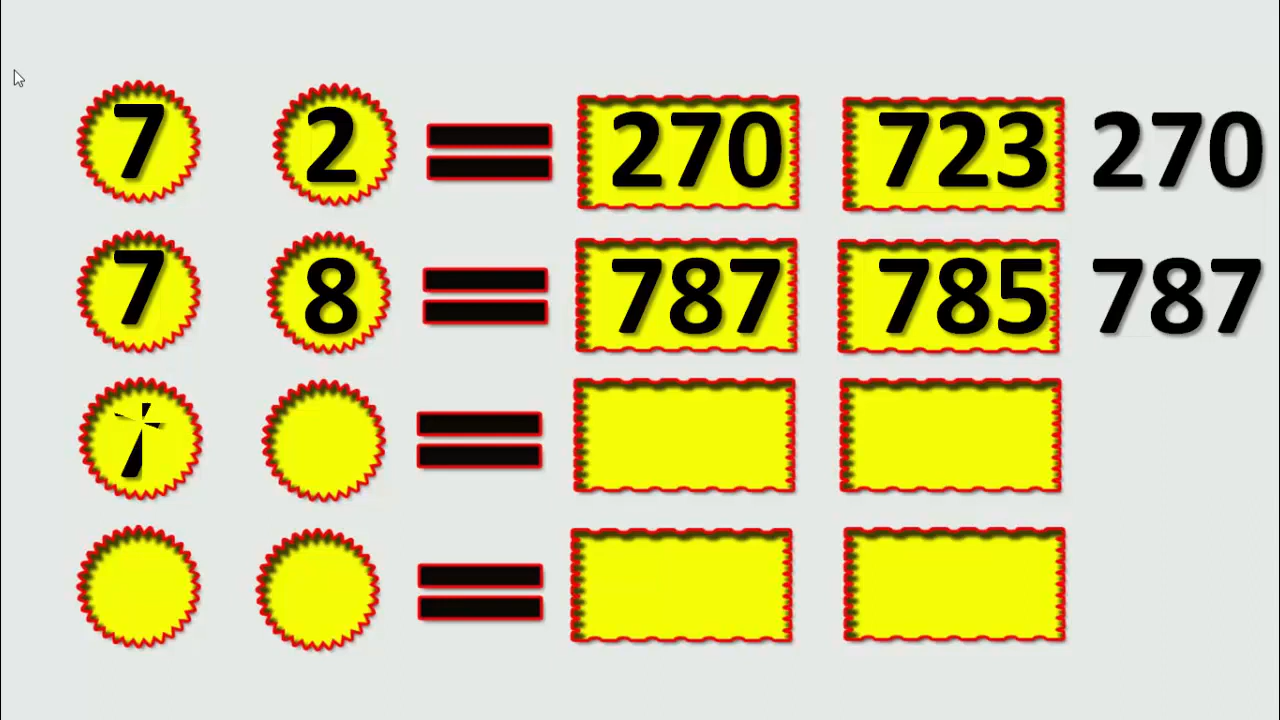 7 2 = 270 723 270
7 8 = 787 785 787
= 
=